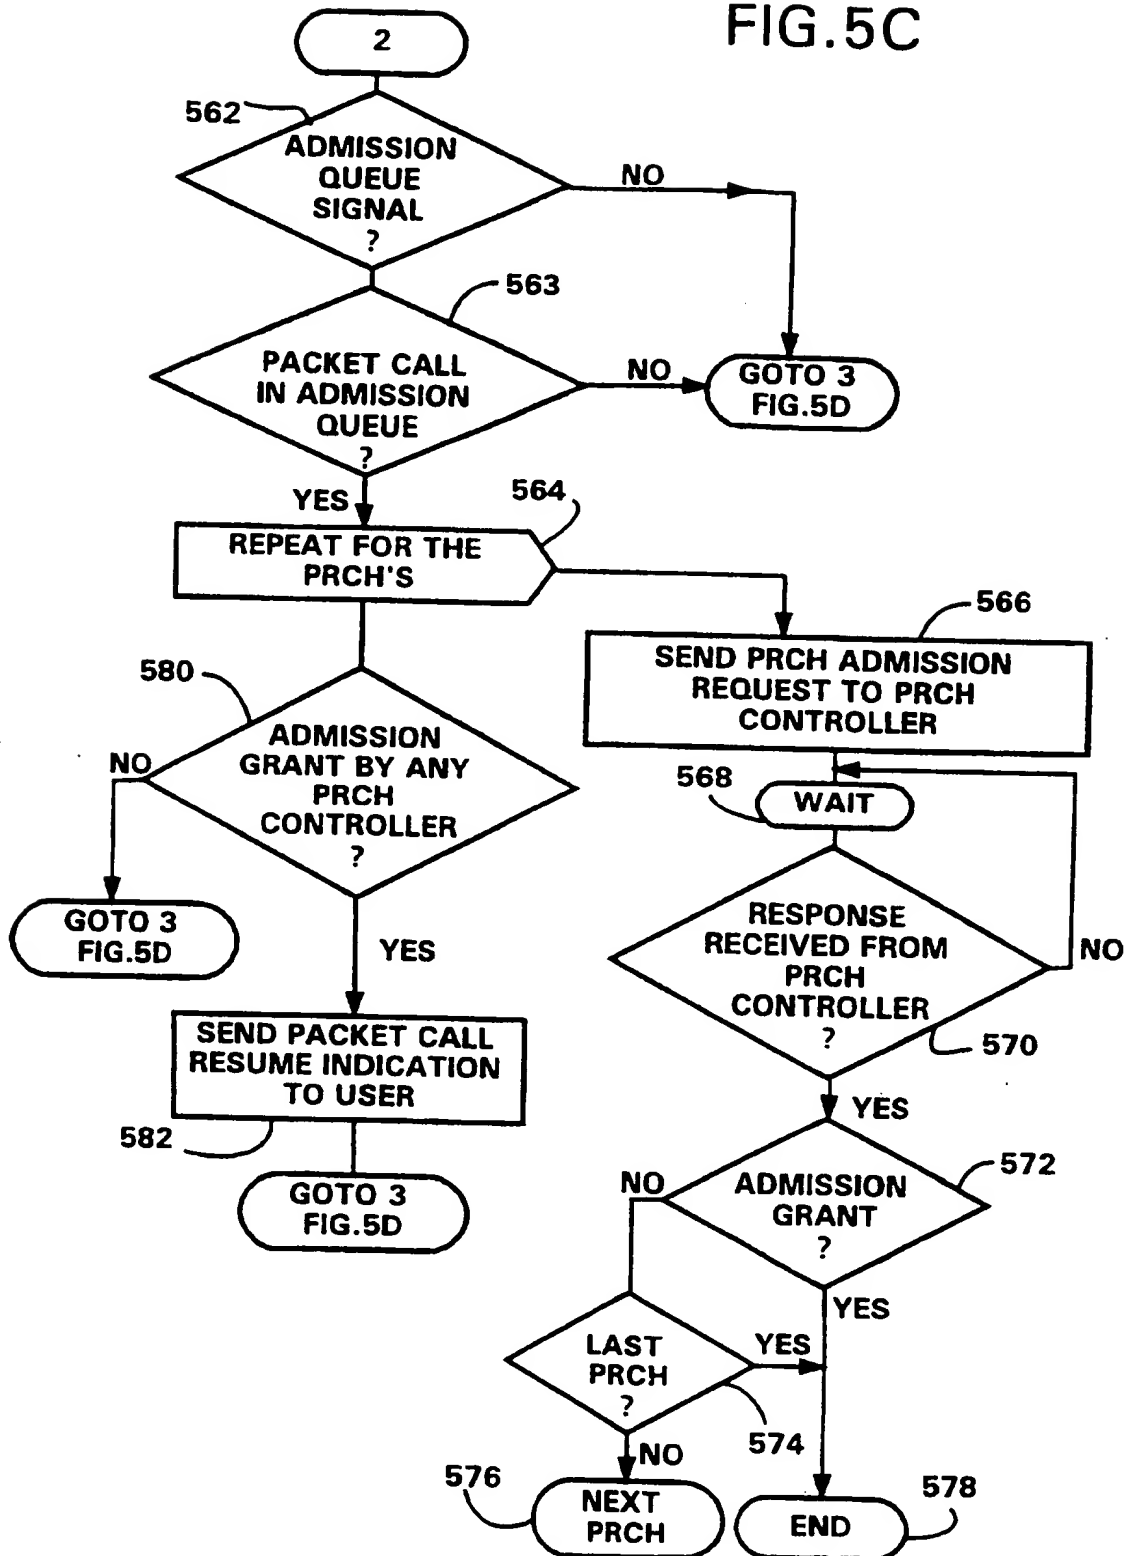 FIG.5C
2
562
ADMISSION
QUEUE
SIGNAL
?
NO
563
PACKET CALL
IN ADMISSION
QUEUE
?
NO
GOTO 3
FIG.5D
YES
564
REPEAT FOR THE
PRCH'S
566
SEND PRCH ADMISSION
REQUEST TO PRCH
CONTROLLER
580
ADMISSION
GRANT BY ANY
PRCH
CONTROLLER
?
NO
568
WAIT
GOTO 3
FIG.5D
YES
RESPONSE
RECEIVED FROM
PRCH
CONTROLLER
?
NO
570
SEND PACKET CALL
RESUME INDICATION
TO USER
582
YES
GOTO 3
FIG.5D
572
ADMISSION
GRANT
?
NO
YES
LAST
PRCH
?
YES
574
NO
576
NEXT
PRCH
END
578